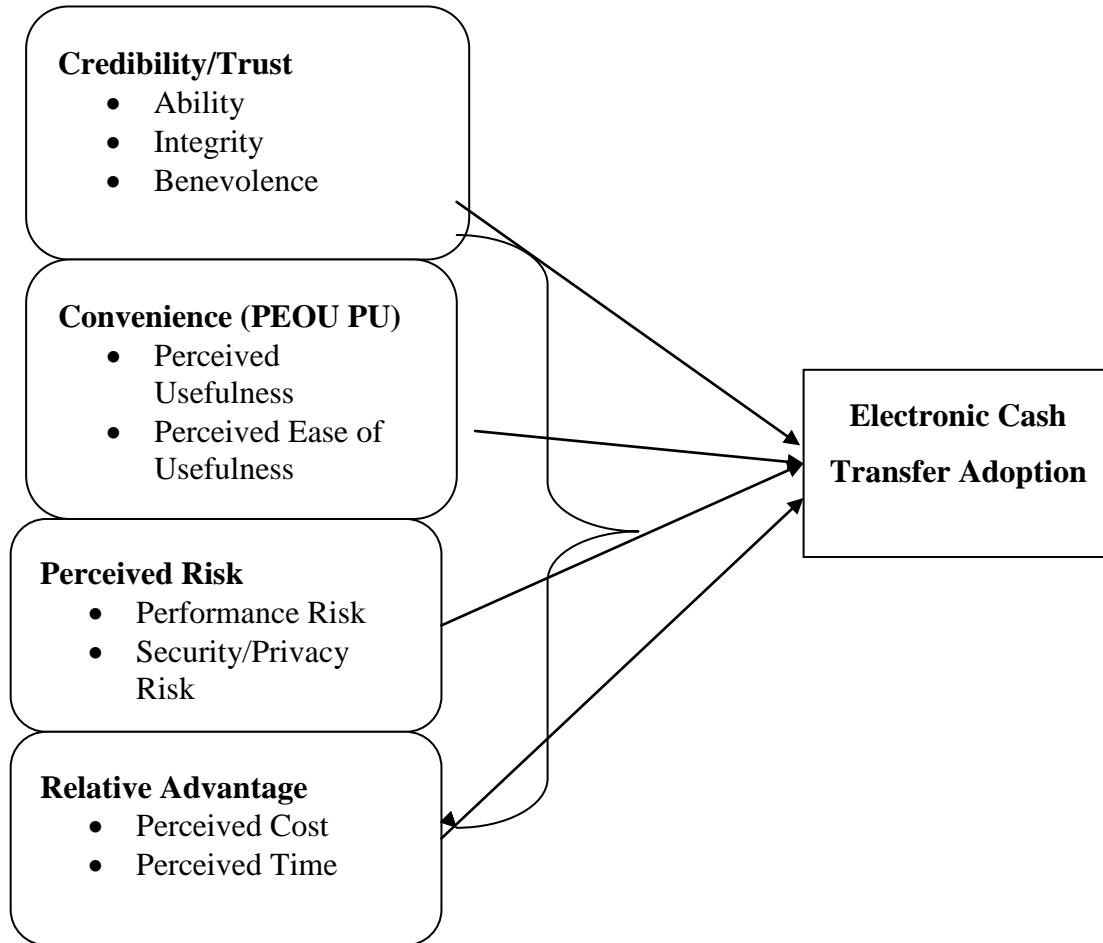 Credibility/Trust
• Ability
• Integrity
• Benevolence
Convenience (PEOU PU)
• Perceived
Usefulness
• Perceived Ease of
Usefulness
Perceived Risk
• Performance Risk
• Security/Privacy
Risk
Relative Advantage
• Perceived Cost
• Perceived Time
Electronic Cash
Transfer Adoption